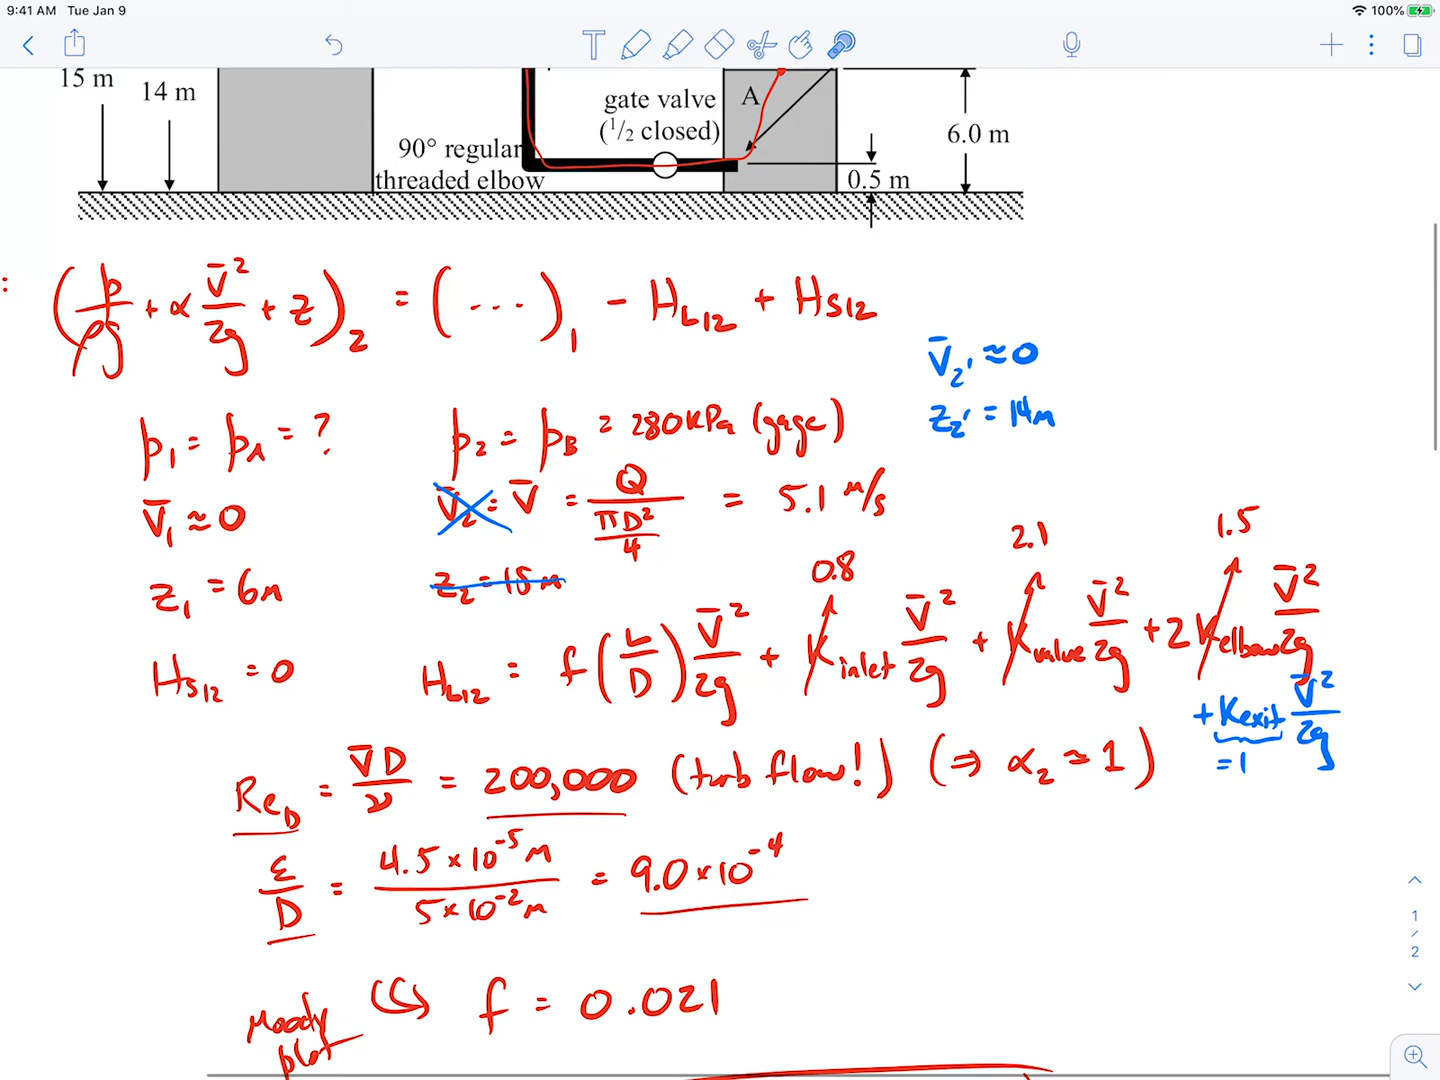 9:41 AM Tue Jan 9
100%
15 m
14 m
gate valve
(1/2 closed)
A
6.0 m
90° regular
threaded elbow
0.5 m
: (p/ρg + α V̄²/2g + z)₂ = (...)₁ - H_L12 + H_S12
V̄₂' ≈ 0
z₂' = 14m
p₁ = p_A = ?
p₂ = p_B = 280 kPa (gage)
V̄₁ ≈ 0
V̄₂ = V̄ = Q/(πD²/4) = 5.1 m/s
z₁ = 6m
z₂ = 15m
0.8
2.1
1.5
H_S12 = 0
H_L12 = f(L/D) V̄²/2g + K_inlet V̄²/2g + K_valve V̄²/2g + 2K_elbow V̄²/2g
+ K_exit V̄²/2g
= 1
Re_D = V̄D/ν = 200,000 (turb flow!) (⇒ α₂ ≈ 1)
ε/D = 4.5×10⁻⁵ m / 5×10⁻² m = 9.0×10⁻⁴
Moody plot
f = 0.021
1
/
2